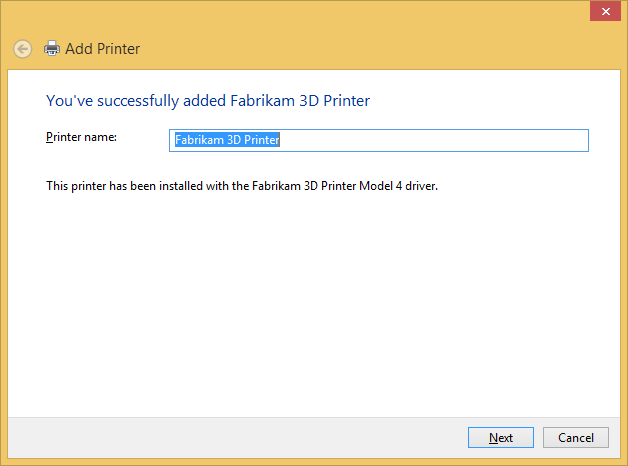 Add Printer
You've successfully added Fabrikam 3D Printer
Printer name:
Fabrikam 3D Printer
This printer has been installed with the Fabrikam 3D Printer Model 4 driver.
Next
Cancel